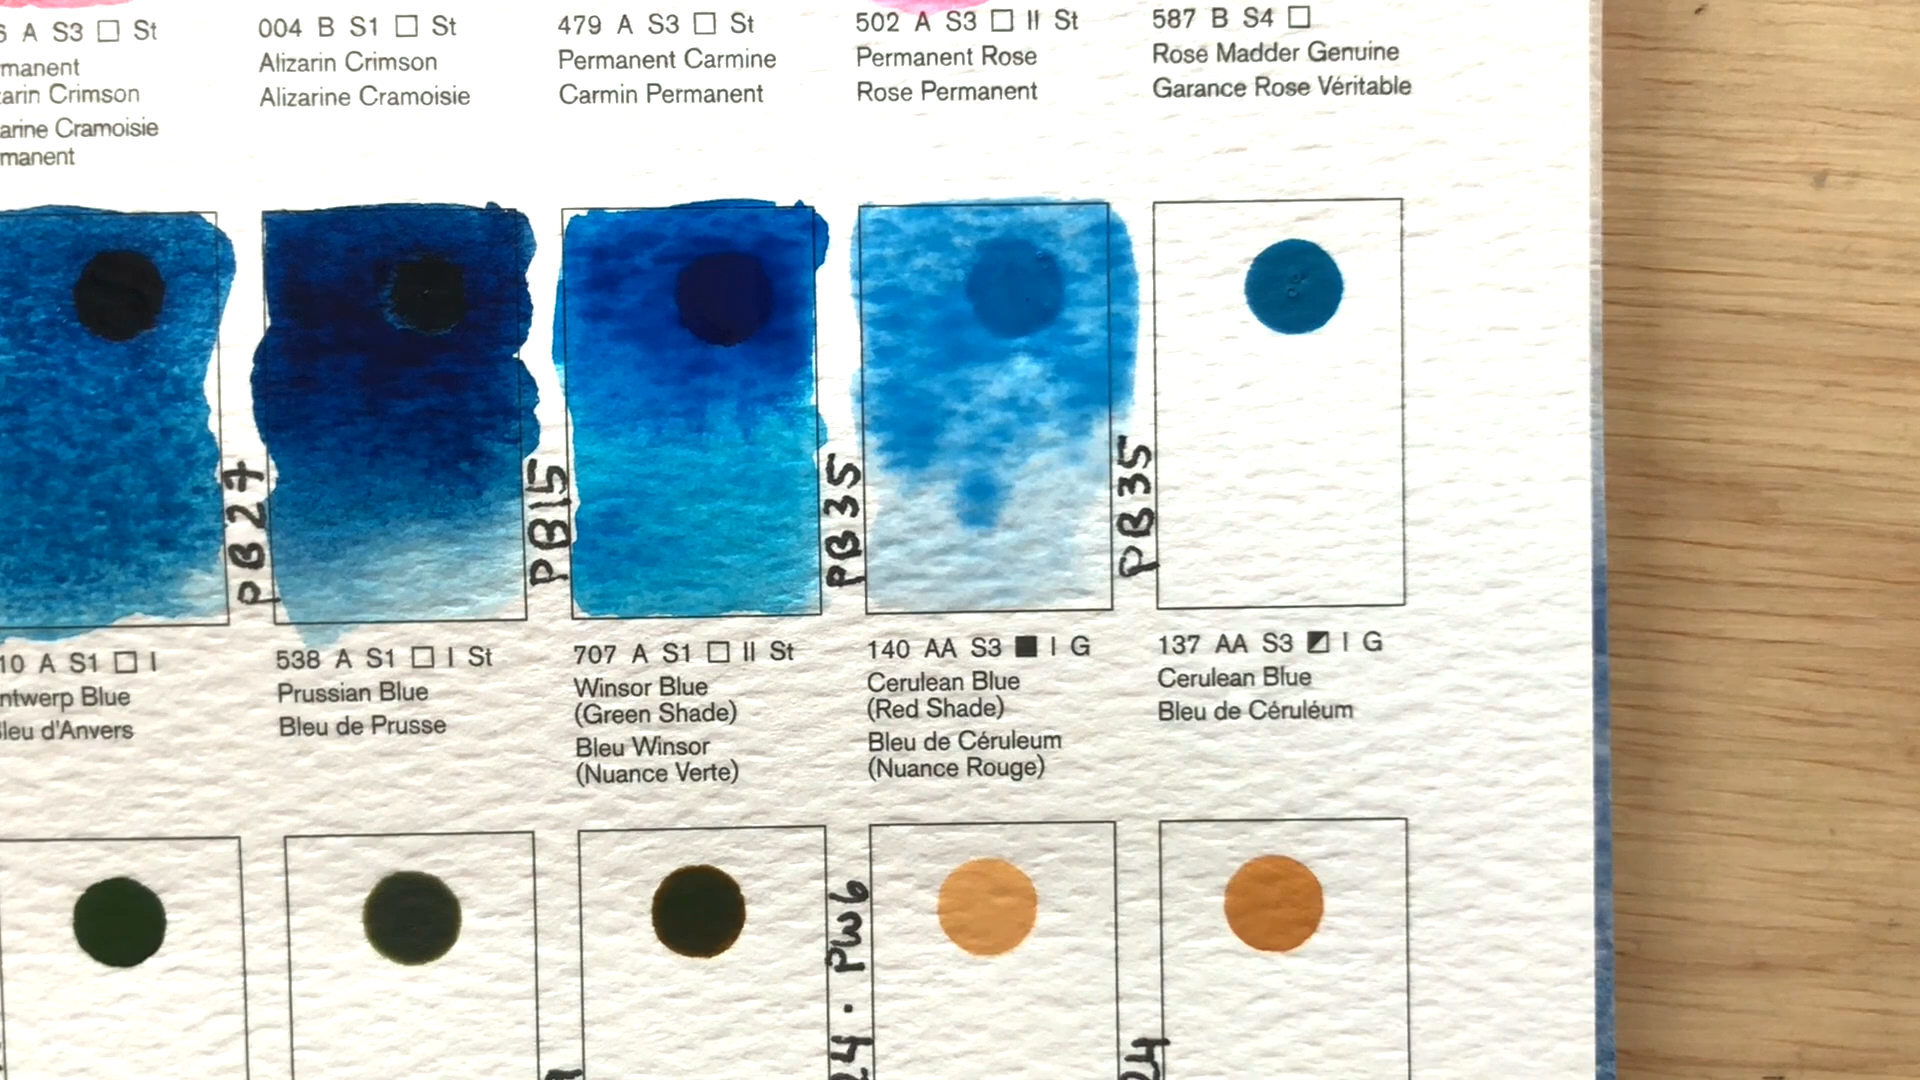 6 A S3 □ St
manent
arin Crimson
arine Cramoisie
manent
004 B S1 □ St
Alizarin Crimson
Alizarine Cramoisie
479 A S3 □ St
Permanent Carmine
Carmin Permanent
502 A S3 □ II St
Permanent Rose
Rose Permanent
587 B S4 □
Rose Madder Genuine
Garance Rose Véritable
PB27
PB15
PB35
PB35
10 A S1 □ I
ntwerp Blue
leu d'Anvers
538 A S1 □ I St
Prussian Blue
Bleu de Prusse
707 A S1 □ II St
Winsor Blue
(Green Shade)
Bleu Winsor
(Nuance Verte)
140 AA S3 ■ I G
Cerulean Blue
(Red Shade)
Bleu de Céruleum
(Nuance Rouge)
137 AA S3 ◩ I G
Cerulean Blue
Bleu de Céruléum
24 · PW6
24